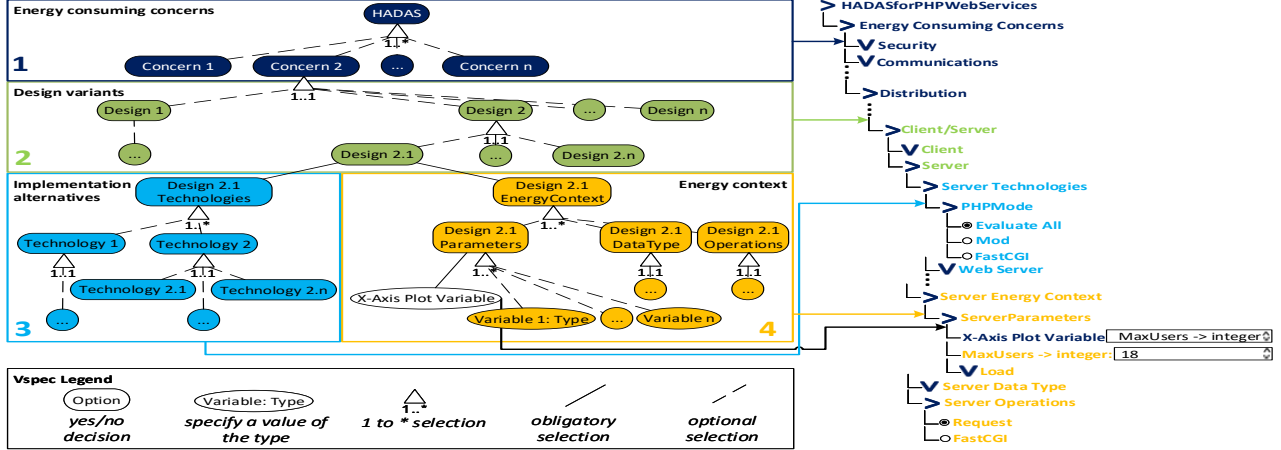 Energy consuming concerns
HADAS
1..*
Concern 1
Concern 2
...
Concern n
1
Design variants
1..1
Design 1
Design 2
...
Design n
1..1
...
Design 2.1
...
Design 2.n
2
Implementation
alternatives
Design 2.1
Technologies
1..*
Technology 1
Technology 2
1..1
1..1
Technology 2.1
Technology 2.n
...
...
3
Energy context
Design 2.1
EnergyContext
1..*
Design 2.1
Parameters
Design 2.1
DataType
Design 2.1
Operations
1..*
1..1
1..1
...
...
X-Axis Plot Variable
Variable 1: Type
...
Variable n
4
Vspec Legend
Option
yes/no
decision
Variable: Type
specify a value of
the type
1..*
1 to * selection
obligatory
selection
optional
selection
HADASforPHPWebServices
Energy Consuming Concerns
Security
Communications
Distribution
Client/Server
Client
Server
Server Technologies
PHPMode
Evaluate All
Mod
FastCGI
Web Server
Server Energy Context
ServerParameters
X-Axis Plot Variable MaxUsers -> integer
MaxUsers -> integer: 18
Load
Server Data Type
Server Operations
Request
FastCGI